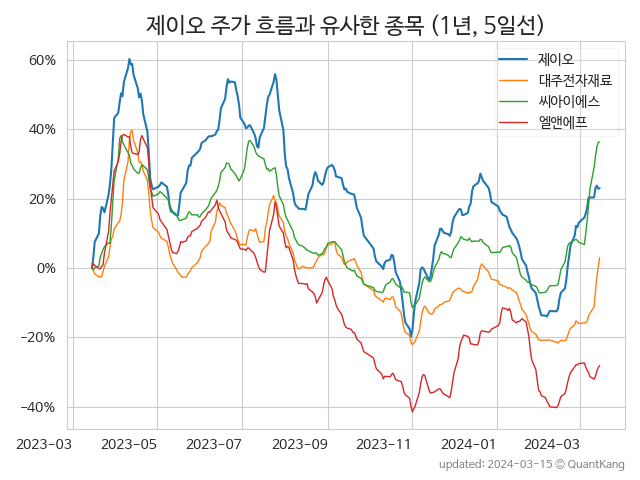 제이오 주가 흐름과 유사한 종목 (1년, 5일선)
제이오
대주전자재료
씨아이에스
엘앤에프
60%
40%
20%
0%
−20%
−40%
2023-03
2023-05
2023-07
2023-09
2023-11
2024-01
2024-03
updated: 2024-03-15 © QuantKang